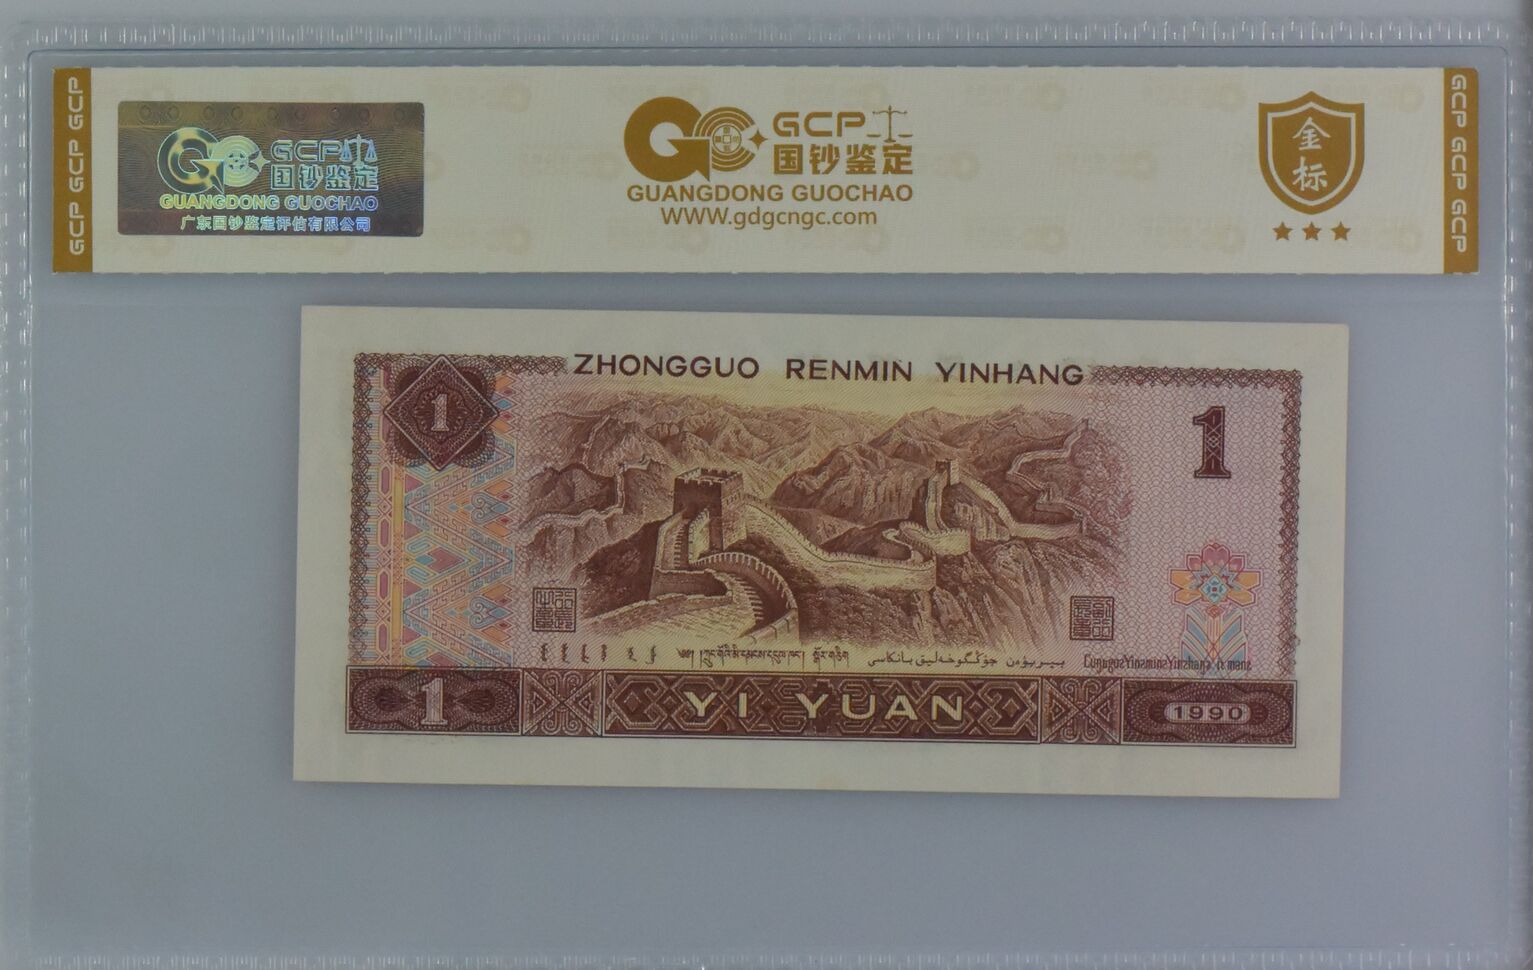 GCP GCP GCP
GCP
国钞鉴定
GUANGDONG GUOCHAO
广东国钞鉴定评估有限公司
GCP
国钞鉴定
GUANGDONG GUOCHAO
WWW.gdgcngc.com
金标
GCP GCP GCP
ZHONGGUO RENMIN YINHANG
1
1
1
YI YUAN
1990